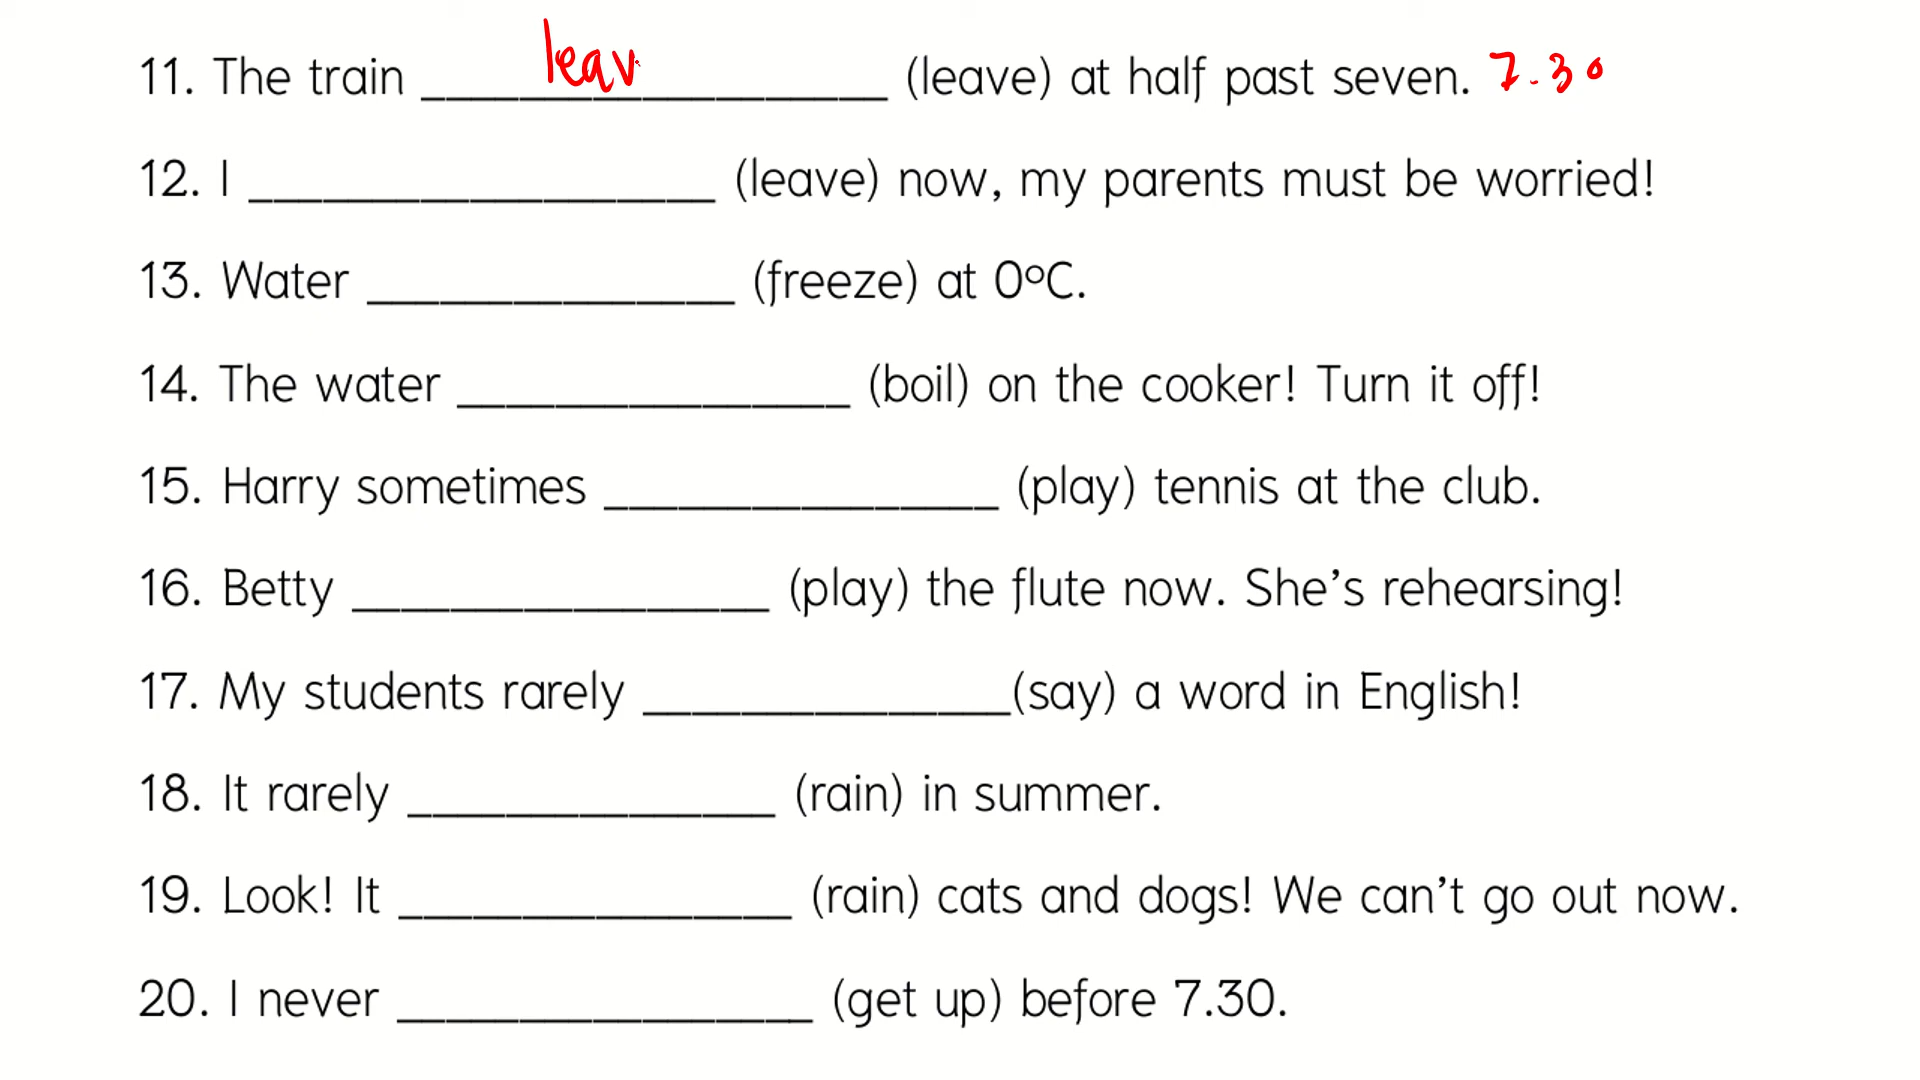 11. The train leav__________________ (leave) at half past seven. 7.30
12. I ___________________ (leave) now, my parents must be worried!
13. Water _______________ (freeze) at 0ºC.
14. The water ________________ (boil) on the cooker! Turn it off!
15. Harry sometimes ________________ (play) tennis at the club.
16. Betty _________________ (play) the flute now. She’s rehearsing!
17. My students rarely _______________(say) a word in English!
18. It rarely _______________ (rain) in summer.
19. Look! It ________________ (rain) cats and dogs! We can’t go out now.
20. I never _________________ (get up) before 7.30.